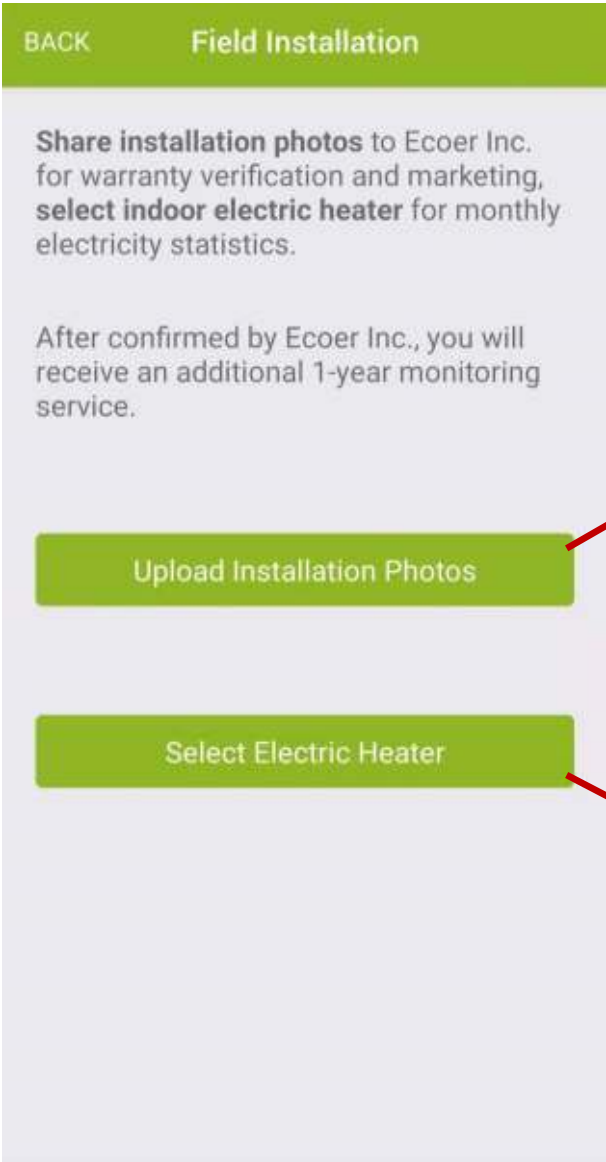 BACK Field Installation
Share installation photos to Ecoer Inc.
for warranty verification and marketing,
select indoor electric heater for monthly
electricity statistics.
After confirmed by Ecoer Inc., you will
receive an additional 1-year monitoring
service.
Upload Installation Photos
Select Electric Heater